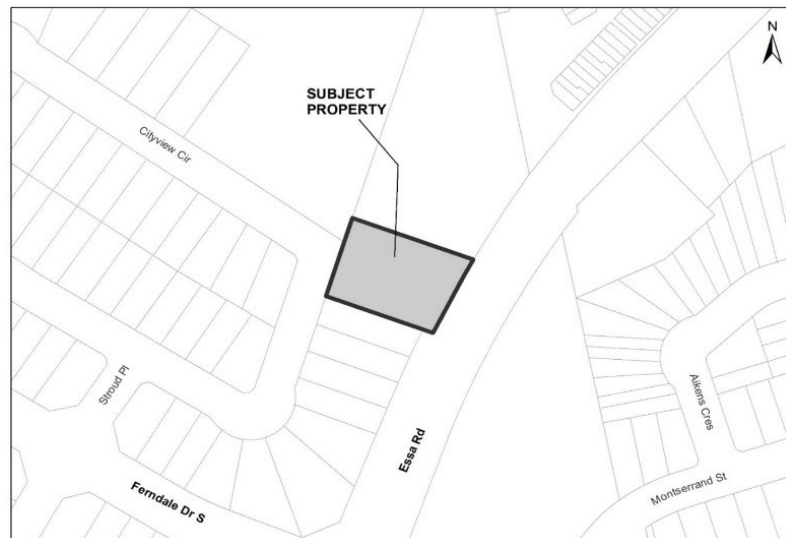 N
SUBJECT
PROPERTY
Cityview Cir
Stroud Pl
Essa Rd
Aikens Cres
Montserrand St
Ferndale Dr S